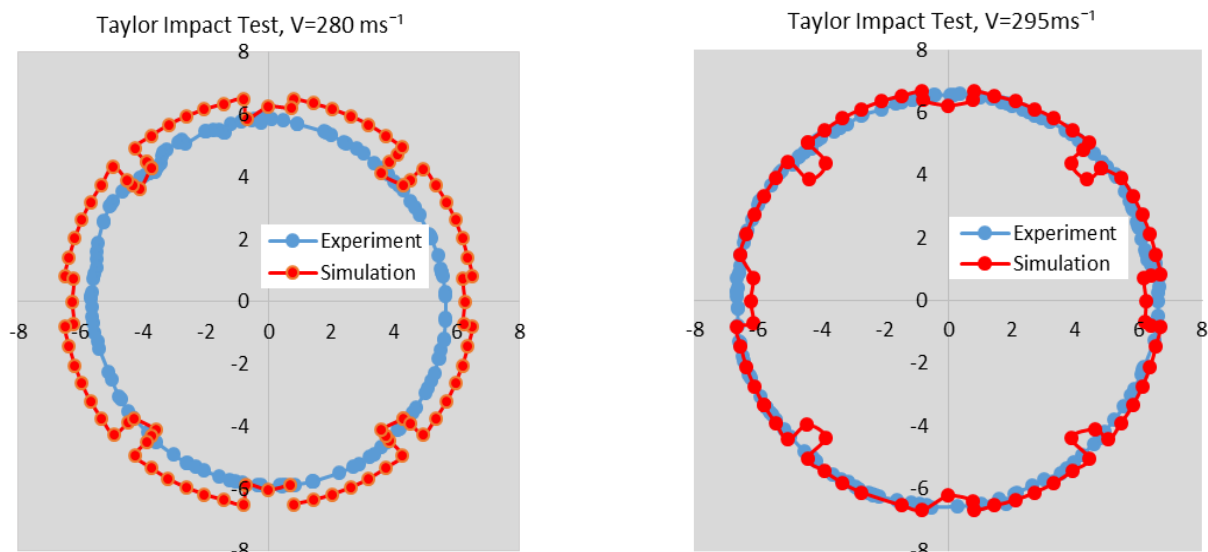 Taylor Impact Test, V=280 ms⁻¹
8
6
4
2
0
-2
-4
-6
-8
-8 -6 -4 -2 0 2 4 6 8
Experiment
Simulation
Taylor Impact Test, V=295ms⁻¹
8
6
4
2
0
-2
-4
-6
-8
-8 -6 -4 -2 0 2 4 6 8
Experiment
Simulation